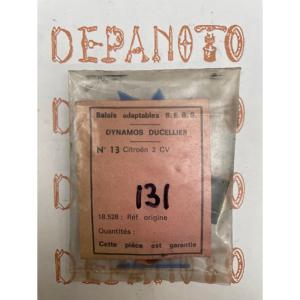 DEPANOTO
Balais adaptables S.E.B.B.
DYNAMOS DUCELLIER
N° 13 Citroën 2 CV
131
18.528 : Réf. origine
Quantités :
Cette pièce est garantie
DEPANOTO